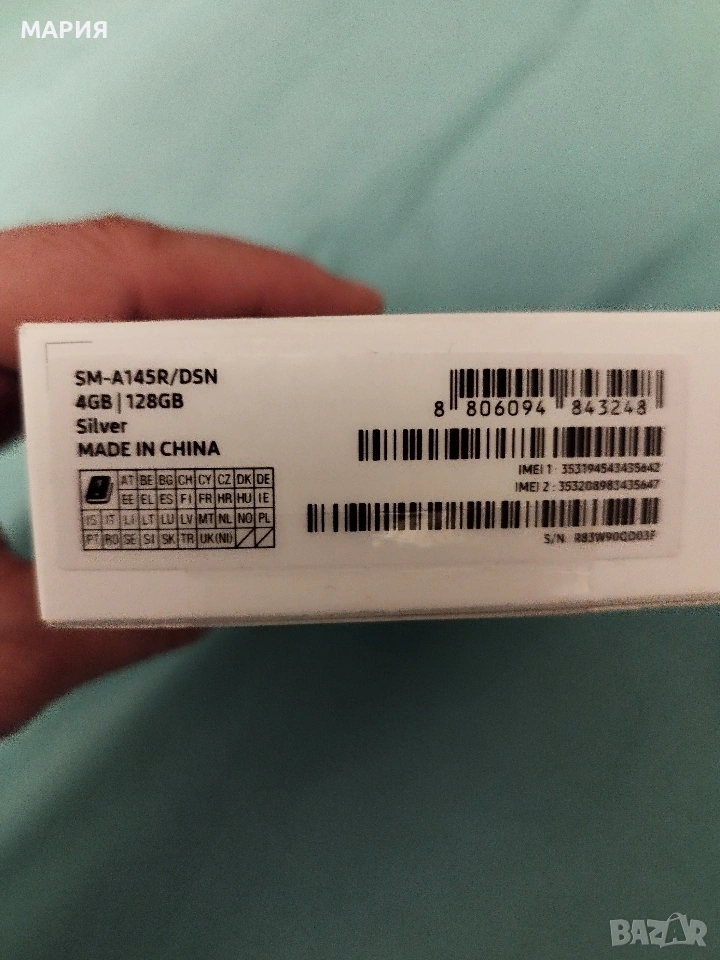 МАРИЯ
SM-A145R/DSN
4GB | 128GB
Silver
MADE IN CHINA
AT BE BG CH CY CZ DK DE
EE EL ES FI FR HR HU IE
IS IT LI LT LU LV MT NL NO PL
PT RO SE SI SK TR UK(NI)
8 806094 843248
IMEI 1 : 353194543435642
IMEI 2 : 353208983435647
S/N : R83W90QD03F
BAZAR